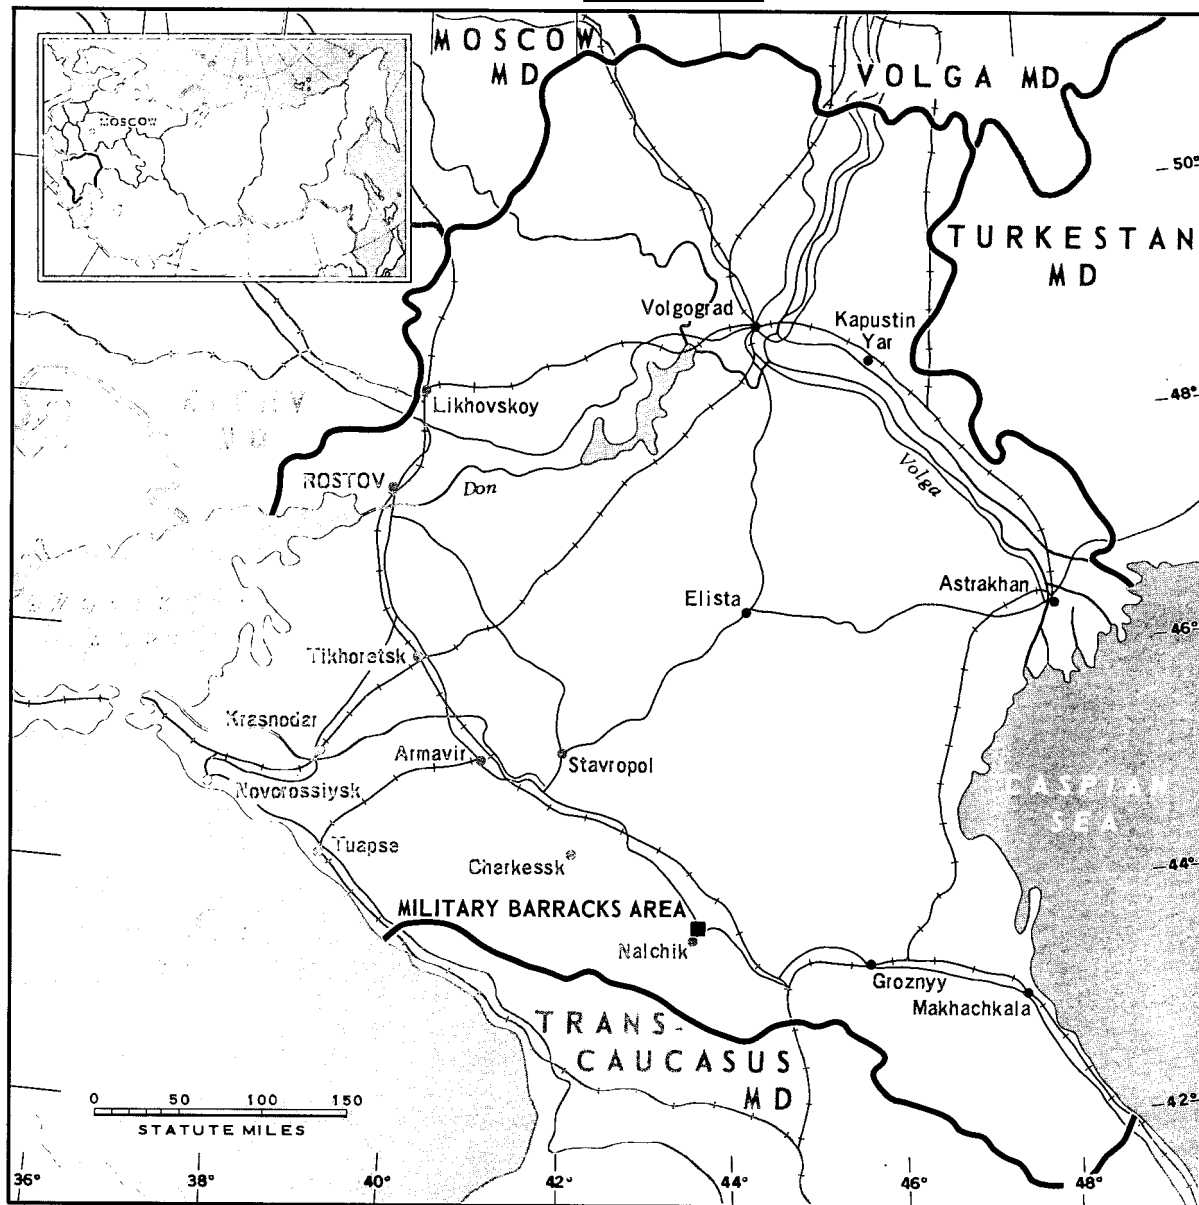 MOSCOW
MD
VOLGA MD
MOSCOW
50°
TURKESTAN
MD
Volgograd
Kapustin
Yar
48°
Likhovskoy
MD
ROSTOV
Don
Volga
Astrakhan
Elista
46°
Tikhoretsk
Krasnodar
Armavir
Stavropol
Novorossiysk
CASPIAN
SEA
Tuapse
Cherkessk
44°
MILITARY BARRACKS AREA
Nalchik
Groznyy
Makhachkala
TRANS-
CAUCASUS
MD
42°
0 50 100 150
STATUTE MILES
36° 38° 40° 42° 44° 46° 48°